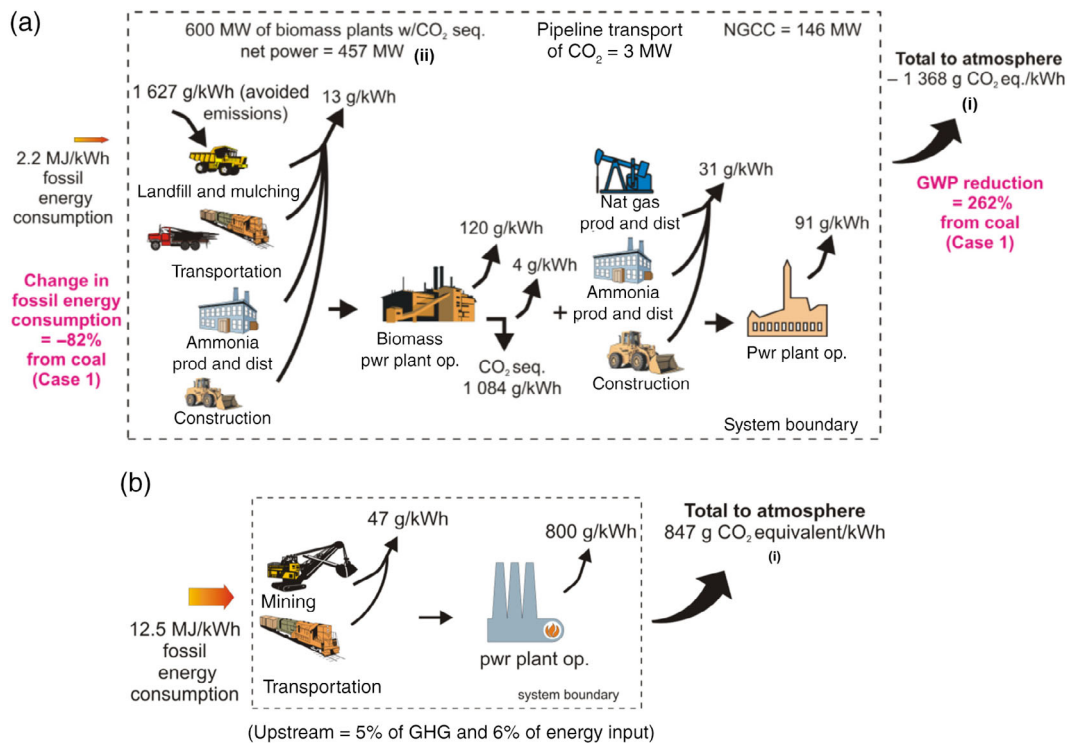 (a)
600 MW of biomass plants w/CO₂ seq.
net power = 457 MW (ii)
Pipeline transport
of CO₂ = 3 MW
NGCC = 146 MW
Total to atmosphere
– 1 368 g CO₂ eq./kWh
(i)
1 627 g/kWh (avoided
emissions)
13 g/kWh
2.2 MJ/kWh
fossil
energy
consumption
Landfill and mulching
Transportation
Ammonia
prod and dist
Construction
Change in
fossil energy
consumption
= –82%
from coal
(Case 1)
120 g/kWh
4 g/kWh
Biomass
pwr plant op.
CO₂ seq.
1 084 g/kWh
+
Nat gas
prod and dist
31 g/kWh
Ammonia
prod and dist
Construction
91 g/kWh
Pwr plant op.
System boundary
GWP reduction
= 262%
from coal
(Case 1)
(b)
47 g/kWh
800 g/kWh
Total to atmosphere
847 g CO₂ equivalent/kWh
(i)
12.5 MJ/kWh
fossil
energy
consumption
Mining
Transportation
pwr plant op.
system boundary
(Upstream = 5% of GHG and 6% of energy input)